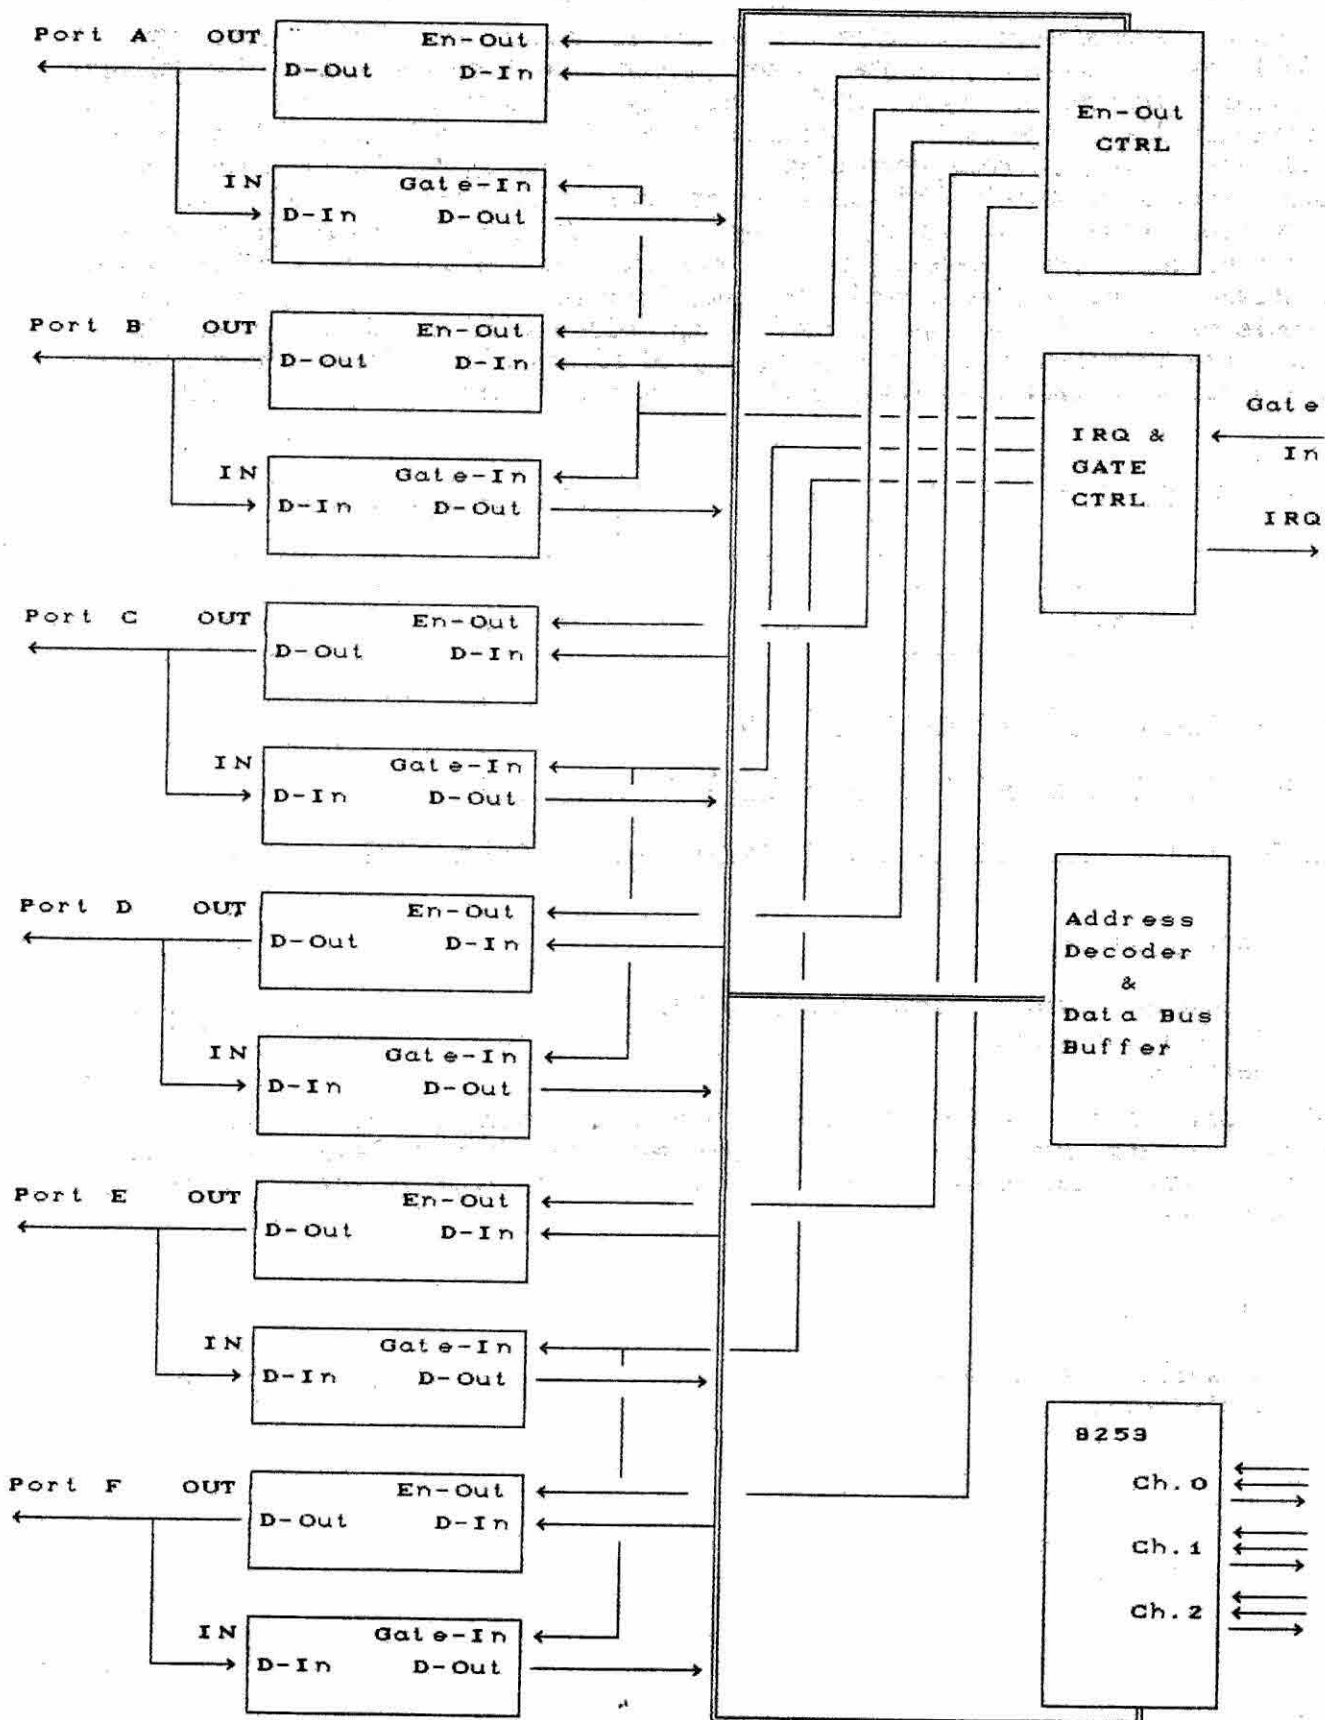 Port A OUT
En-Out
D-Out D-In
IN
Gate-In
D-In D-Out
Port B OUT
En-Out
D-Out D-In
IN
Gate-In
D-In D-Out
Port C OUT
En-Out
D-Out D-In
IN
Gate-In
D-In D-Out
Port D OUT
En-Out
D-Out D-In
IN
Gate-In
D-In D-Out
Port E OUT
En-Out
D-Out D-In
IN
Gate-In
D-In D-Out
Port F OUT
En-Out
D-Out D-In
IN
Gate-In
D-In D-Out
En-Out
CTRL
IRQ &
GATE
CTRL
Gate
In
IRQ
Address
Decoder
&
Data Bus
Buffer
8253
Ch.0
Ch.1
Ch.2